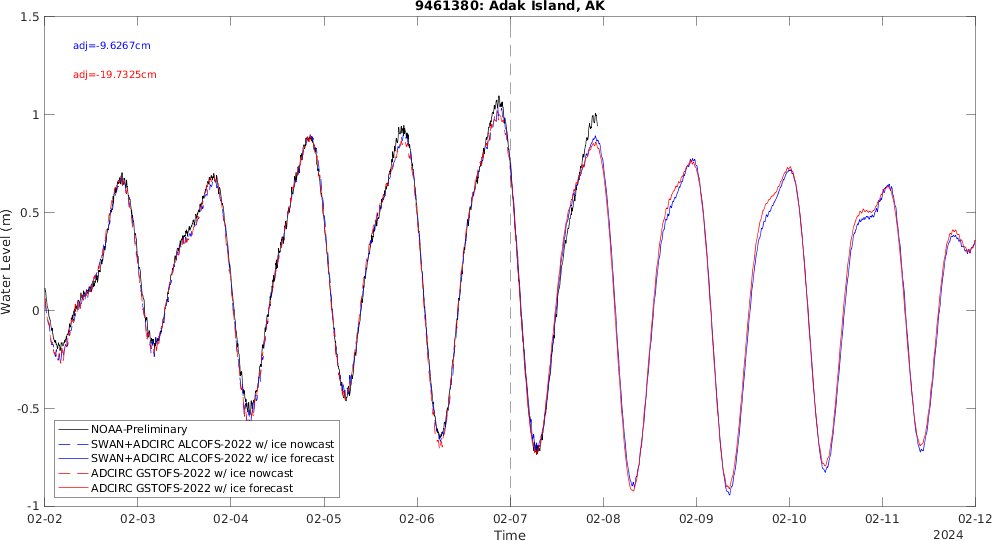 9461380: Adak Island, AK
adj=-9.6267cm
adj=-19.7325cm
1.5
1
0.5
0
-0.5
-1
Water Level (m)
NOAA-Preliminary
SWAN+ADCIRC ALCOFS-2022 w/ ice nowcast
SWAN+ADCIRC ALCOFS-2022 w/ ice forecast
ADCIRC GSTOFS-2022 w/ ice nowcast
ADCIRC GSTOFS-2022 w/ ice forecast
02-02 02-03 02-04 02-05 02-06 02-07 02-08 02-09 02-10 02-11 02-12
Time
2024